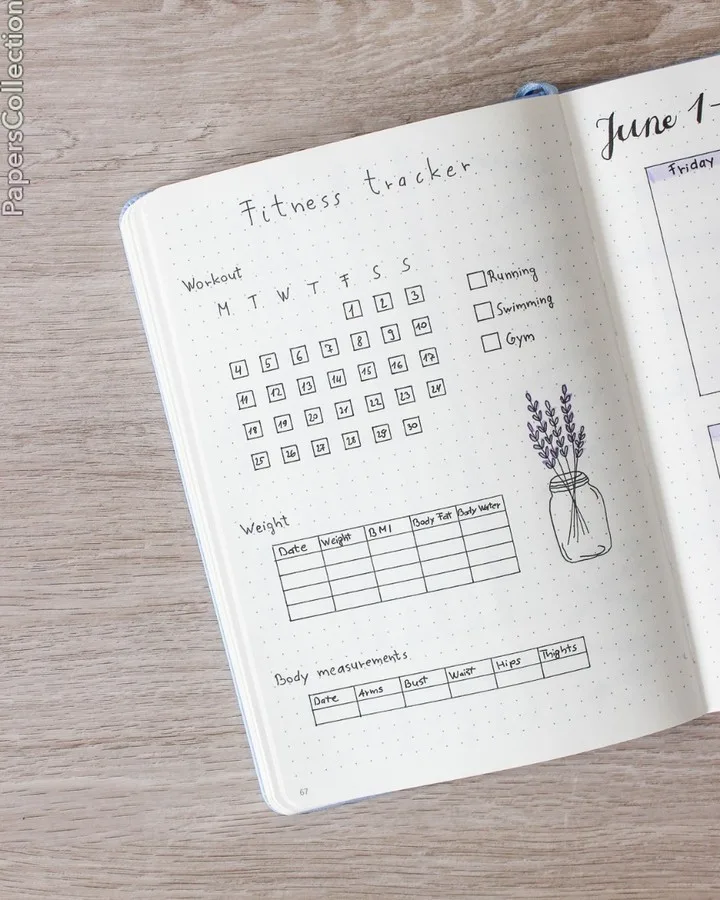 PapersCollection
Fitness tracker
Workout
M T W T F S S
1 2 3
4 5 6 7 8 9 10
11 12 13 14 15 16 17
18 19 20 21 22 23 24
25 26 27 28 29 30
Running
Swimming
Gym
Weight
Date Weight BMI Body Fat Body Water
Body measurements
Date Arms Bust Waist Hips Thights
67
June 1-
Friday